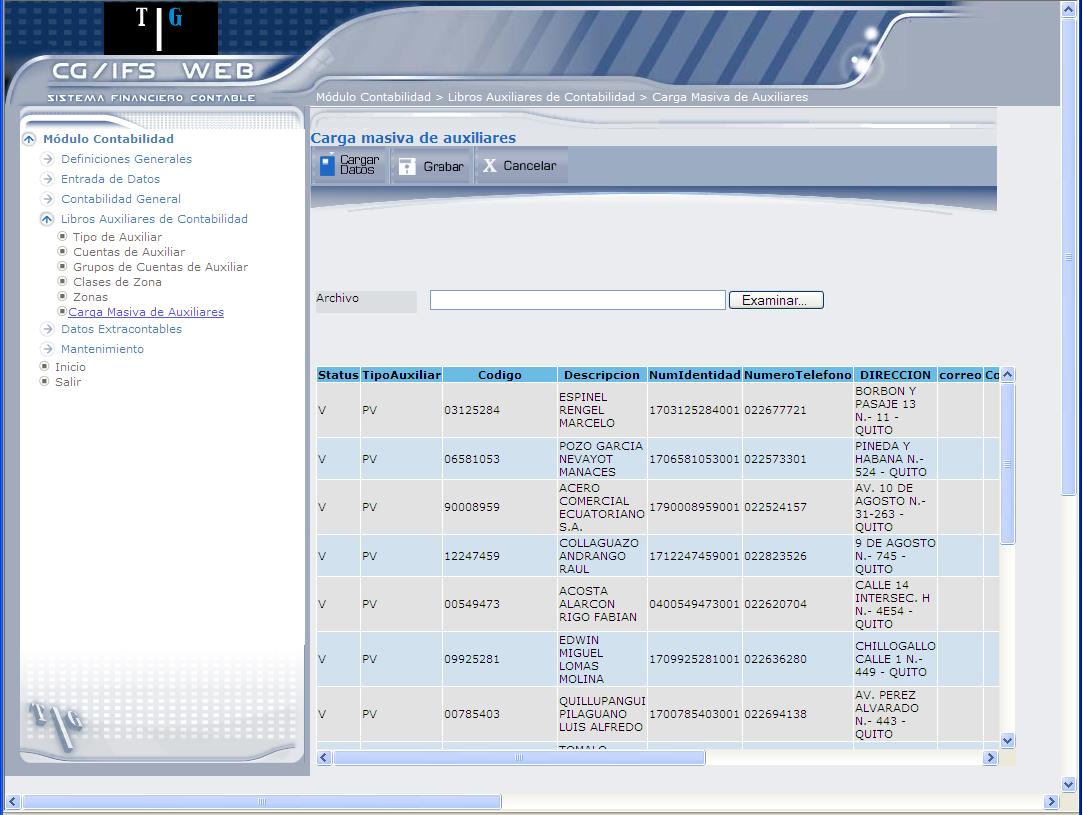 T G
CG/IFS WEB
SISTEMA FINANCIERO CONTABLE
Módulo Contabilidad > Libros Auxiliares de Contabilidad > Carga Masiva de Auxiliares
Módulo Contabilidad
Definiciones Generales
Entrada de Datos
Contabilidad General
Libros Auxiliares de Contabilidad
Tipo de Auxiliar
Cuentas de Auxiliar
Grupos de Cuentas de Auxiliar
Clases de Zona
Zonas
Carga Masiva de Auxiliares
Datos Extracontables
Mantenimiento
Inicio
Salir
T G
Carga masiva de auxiliares
Cargar
Datos
Grabar
X Cancelar
Archivo
Examinar...
Status TipoAuxiliar Codigo Descripcion NumIdentidad NumeroTelefono DIRECCION correo Co
V PV 03125284 ESPINEL RENGEL MARCELO 1703125284001 022677721 BORBON Y PASAJE 13 N.- 11 - QUITO
V PV 06581053 POZO GARCIA NEVAYOT MANACES 1706581053001 022573301 PINEDA Y HABANA N.- 524 - QUITO
V PV 90008959 ACERO COMERCIAL ECUATORIANO S.A. 1790008959001 022524157 AV. 10 DE AGOSTO N.- 31-263 - QUITO
V PV 12247459 COLLAGUAZO ANDRANGO RAUL 1712247459001 022823526 9 DE AGOSTO N.- 745 - QUITO
V PV 00549473 ACOSTA ALARCON RIGO FABIAN 0400549473001 022620704 CALLE 14 INTERSEC. H N.- 4E54 - QUITO
V PV 09925281 EDWIN MIGUEL LOMAS MOLINA 1709925281001 022636280 CHILLOGALLO CALLE 1 N.- 449 - QUITO
V PV 00785403 QUILLUPANGUI PILAGUANO LUIS ALFREDO 1700785403001 022694138 AV. PEREZ ALVARADO N.- 443 - QUITO